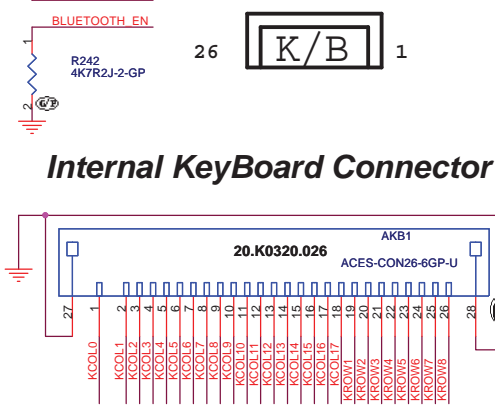 BLUETOOTH_EN
1
R242
4K7R2J-2-GP
2
26 K/B 1
Internal KeyBoard Connector
AKB1
20.K0320.026
ACES-CON26-6GP-U
27 1 2 3 4 5 6 7 8 9 10 11 12 13 14 15 16 17 18 19 20 21 22 23 24 25 26 28
KCOL0 KCOL1 KCOL2 KCOL3 KCOL4 KCOL5 KCOL6 KCOL7 KCOL8 KCOL9 KCOL10 KCOL11 KCOL12 KCOL13 KCOL14 KCOL15 KCOL16 KCOL17 KROW1 KROW2 KROW3 KROW4 KROW5 KROW6 KROW7 KROW8